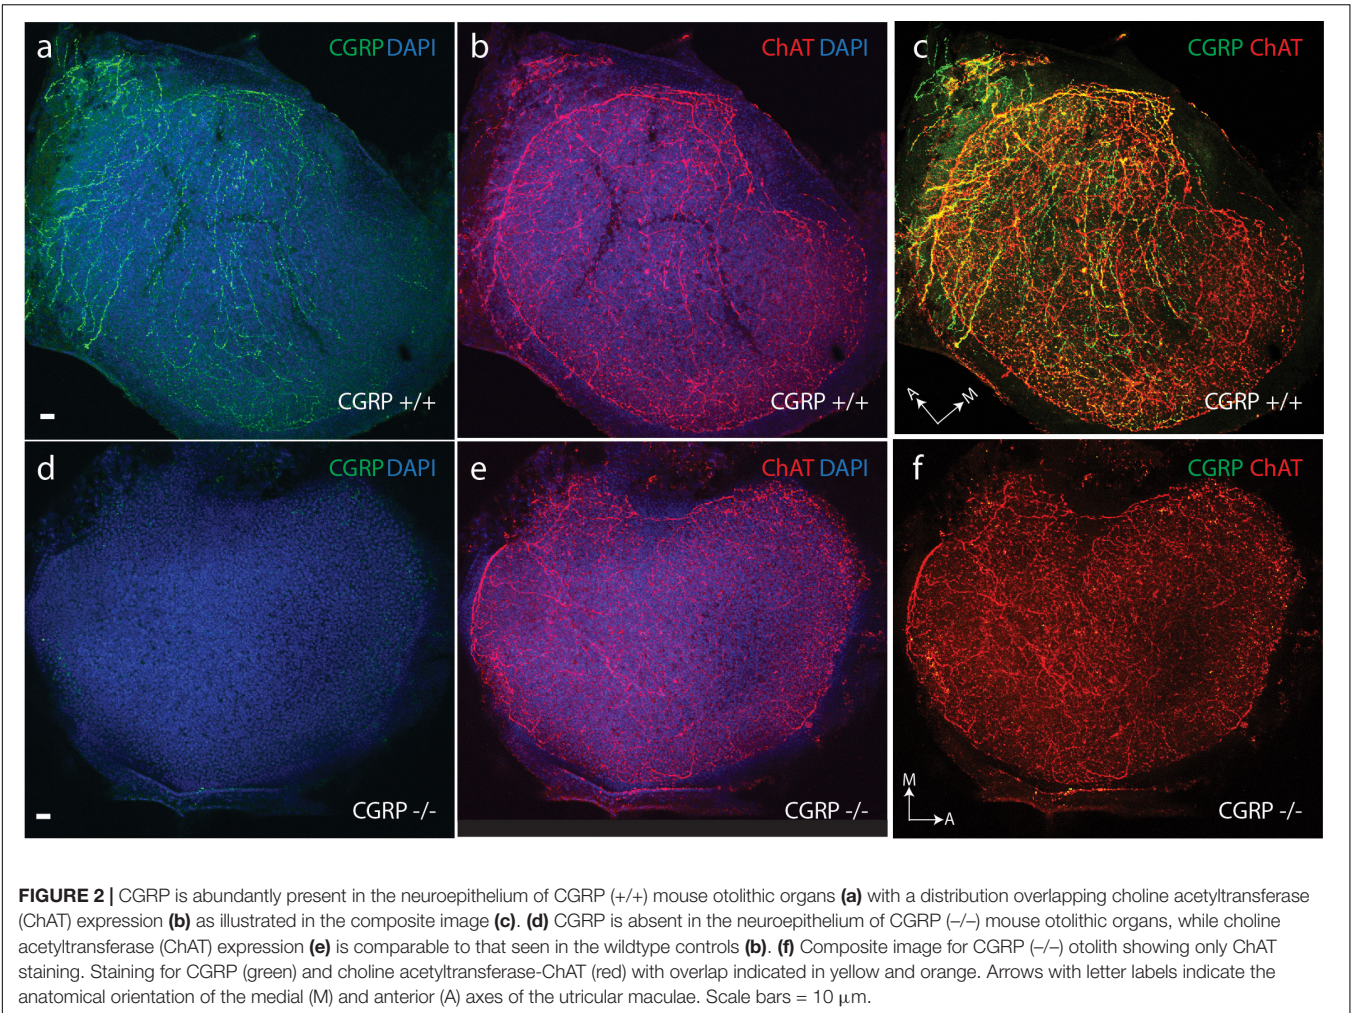 a
CGRP DAPI
CGRP +/+
b
ChAT DAPI
CGRP +/+
c
CGRP ChAT
A
M
CGRP +/+
d
CGRP DAPI
CGRP -/-
e
ChAT DAPI
CGRP -/-
f
CGRP ChAT
M
A
CGRP -/-
FIGURE 2 | CGRP is abundantly present in the neuroepithelium of CGRP (+/+) mouse otolithic organs (a) with a distribution overlapping choline acetyltransferase
(ChAT) expression (b) as illustrated in the composite image (c). (d) CGRP is absent in the neuroepithelium of CGRP (−/−) mouse otolithic organs, while choline
acetyltransferase (ChAT) expression (e) is comparable to that seen in the wildtype controls (b). (f) Composite image for CGRP (−/−) otolith showing only ChAT
staining. Staining for CGRP (green) and choline acetyltransferase-ChAT (red) with overlap indicated in yellow and orange. Arrows with letter labels indicate the
anatomical orientation of the medial (M) and anterior (A) axes of the utricular maculae. Scale bars = 10 μm.